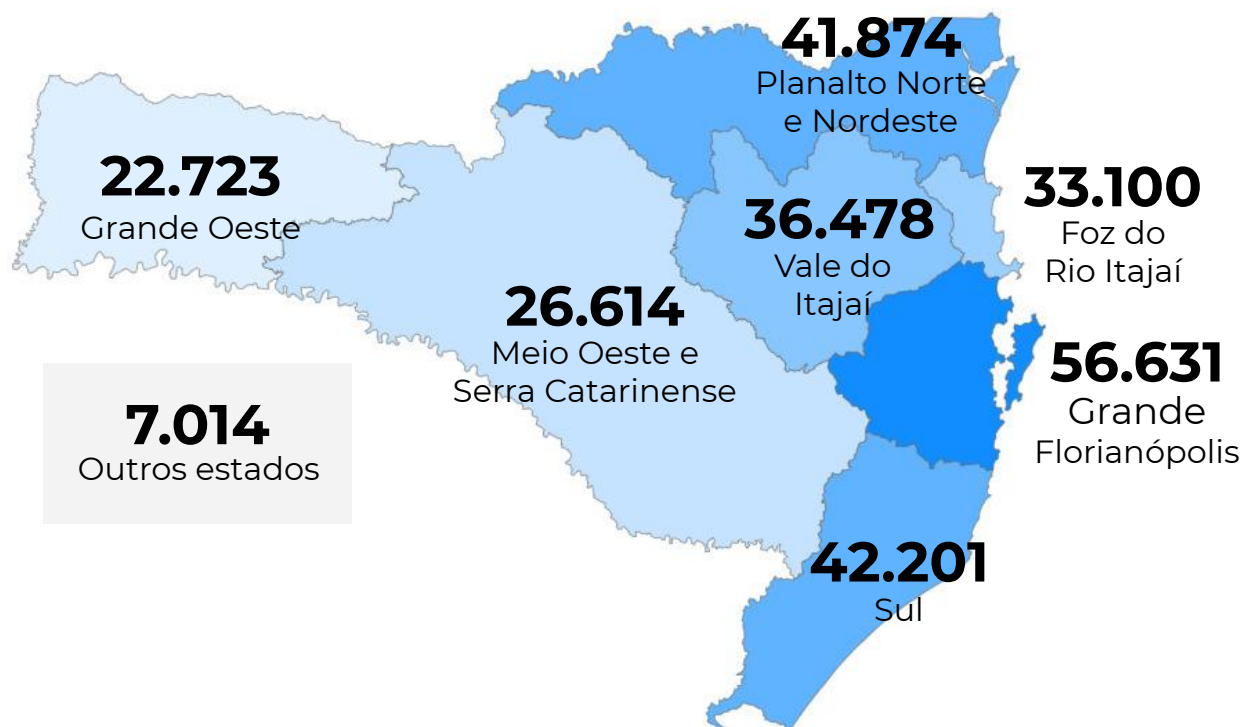 41.874
Planalto Norte
e Nordeste
22.723
Grande Oeste
33.100
Foz do
Rio Itajaí
36.478
Vale do
Itajaí
26.614
Meio Oeste e
Serra Catarinense
56.631
Grande
Florianópolis
7.014
Outros estados
42.201
Sul